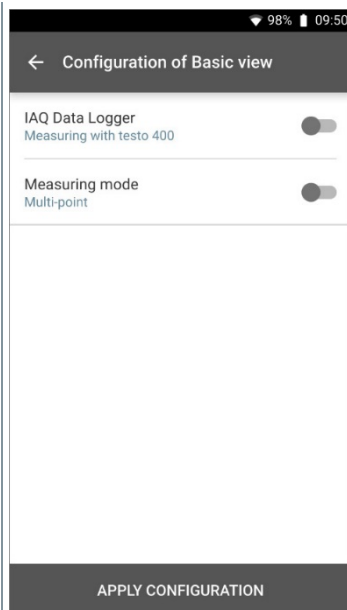 98% 09:50
Configuration of Basic view
IAQ Data Logger
Measuring with testo 400
Measuring mode
Multi-point
APPLY CONFIGURATION